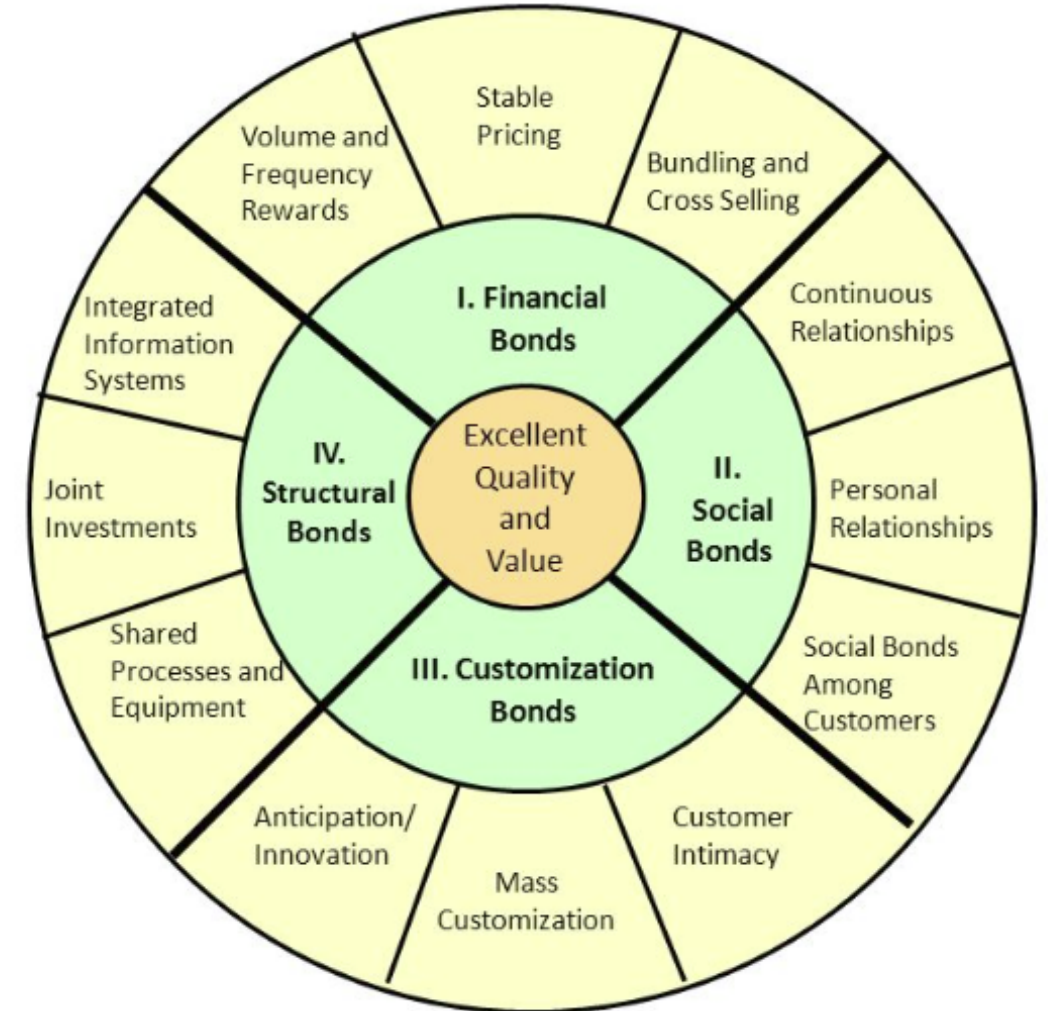 Stable
Pricing
Volume and
Frequency
Rewards
Bundling and
Cross Selling
I. Financial
Bonds
Continuous
Relationships
Integrated
Information
Systems
Excellent
Quality
and
Value
IV.
Structural
Bonds
II.
Social
Bonds
Joint
Investments
Personal
Relationships
Shared
Processes and
Equipment
III. Customization
Bonds
Social Bonds
Among
Customers
Anticipation/
Innovation
Mass
Customization
Customer
Intimacy